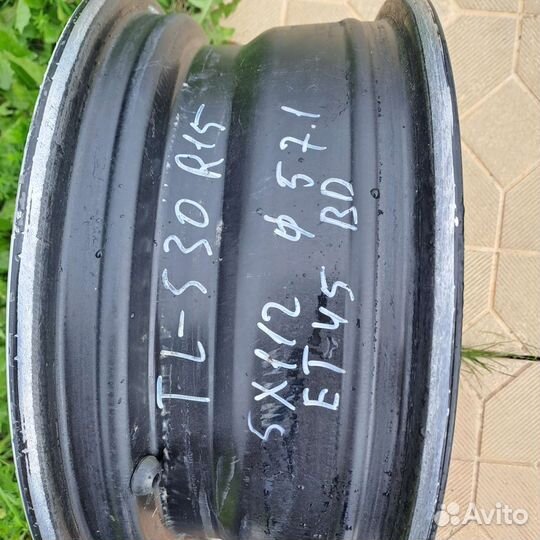 TL-530 R15
5X112 ф 57.1
ET45 BD
Avito